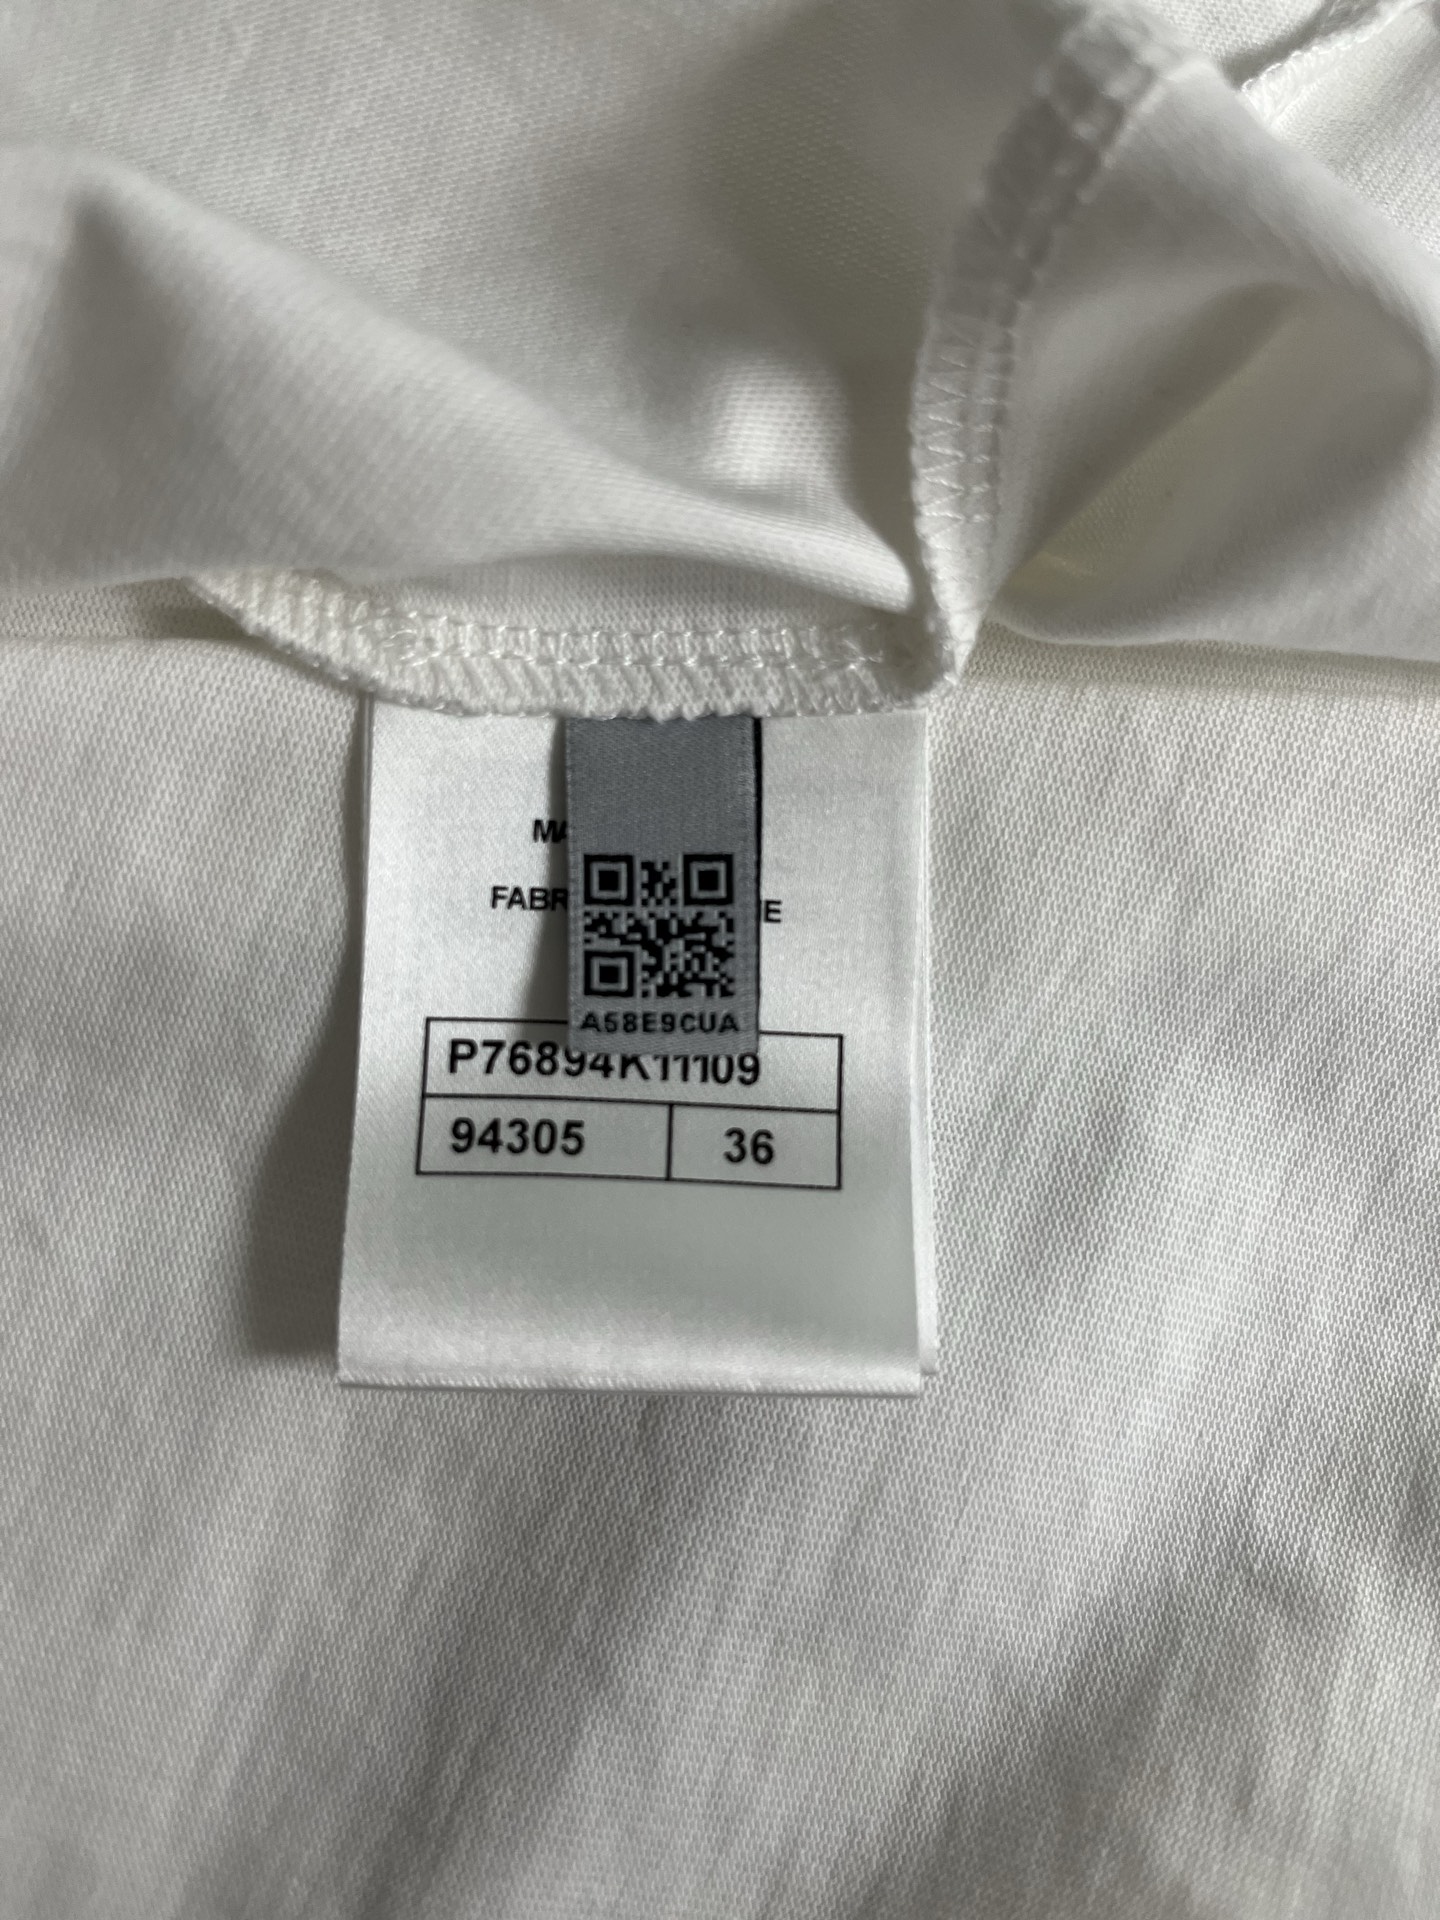 MA
FABR E
A58E9CUA
P76894K11109
94305 36